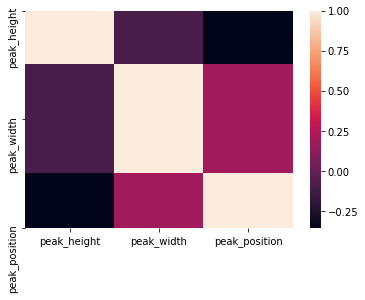 peak_height
peak_width
peak_position
peak_height
peak_width
peak_position
1.00
0.75
0.50
0.25
0.00
−0.25